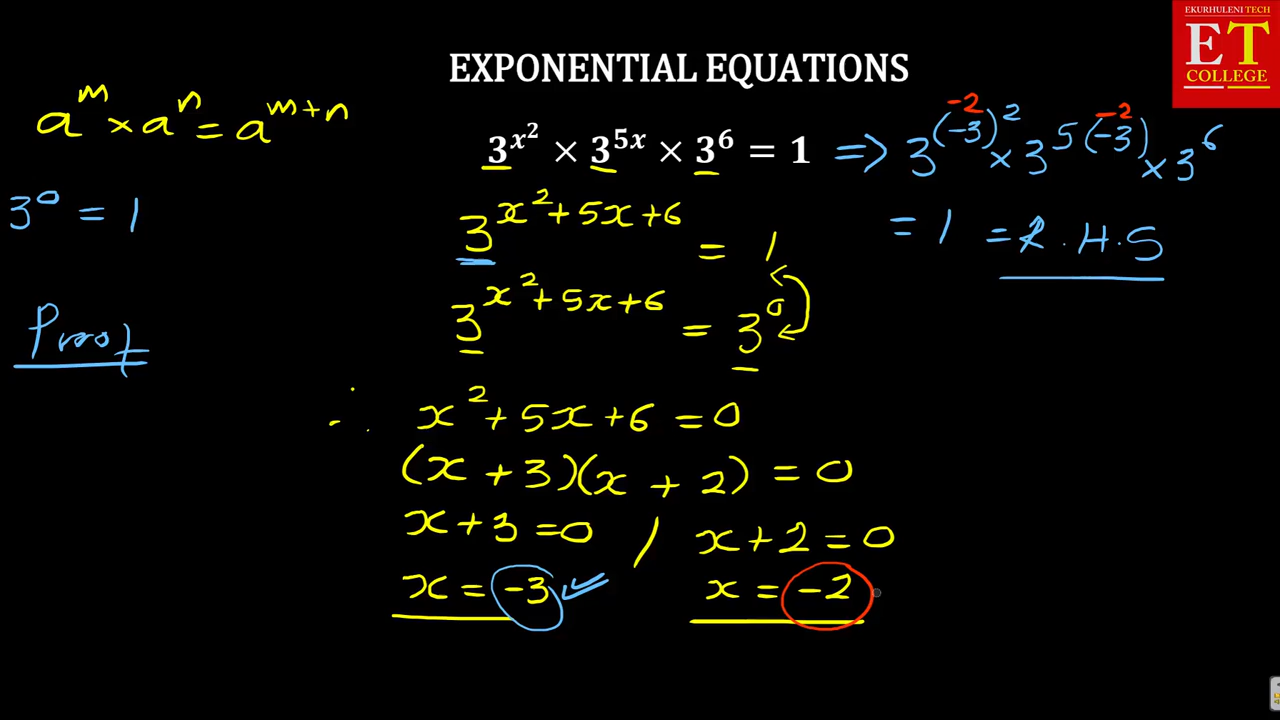 EKURHULENI TECH
ET
COLLEGE
EXPONENTIAL EQUATIONS
a^m × a^n = a^(m+n)
3^(x²) × 3^(5x) × 3^6 = 1 ⇒ 3^((-3)²) × 3^(5(-3)) × 3^6
-2 -2
3^0 = 1
3^(x²+5x+6) = 1
= 1 = R.H.S
3^(x²+5x+6) = 3^0
Proof
∴ x²+5x+6=0
(x+3)(x+2)=0
x+3=0 / x+2=0
x=-3 ✓ x=-2